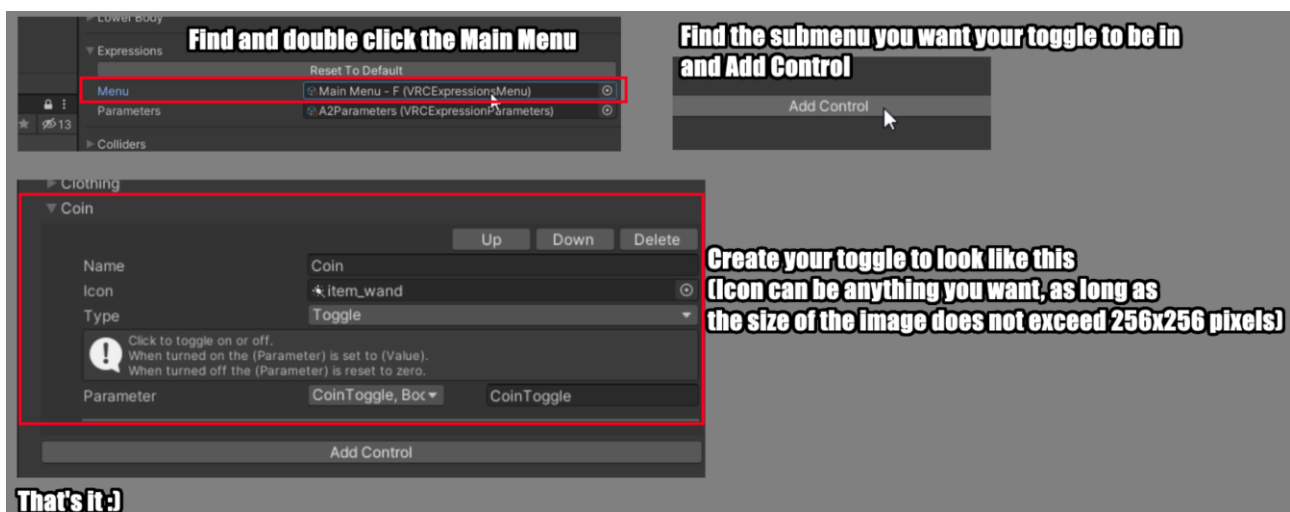 Lower Body
Expressions
Find and double click the Main Menu
Reset To Default
Menu
Main Menu - F (VRCExpressionsMenu)
13
Parameters
A2Parameters (VRCExpressionParameters)
Colliders
Find the submenu you want your toggle to be in
and Add Control
Add Control
Clothing
Coin
Up Down Delete
Name Coin
Icon item_wand
Type Toggle
Click to toggle on or off.
When turned on the (Parameter) is set to (Value).
When turned off the (Parameter) is reset to zero.
Parameter CoinToggle, Boc CoinToggle
Add Control
Create your toggle to look like this
(Icon can be anything you want, as long as
the size of the image does not exceed 256x256 pixels)
That's it :)